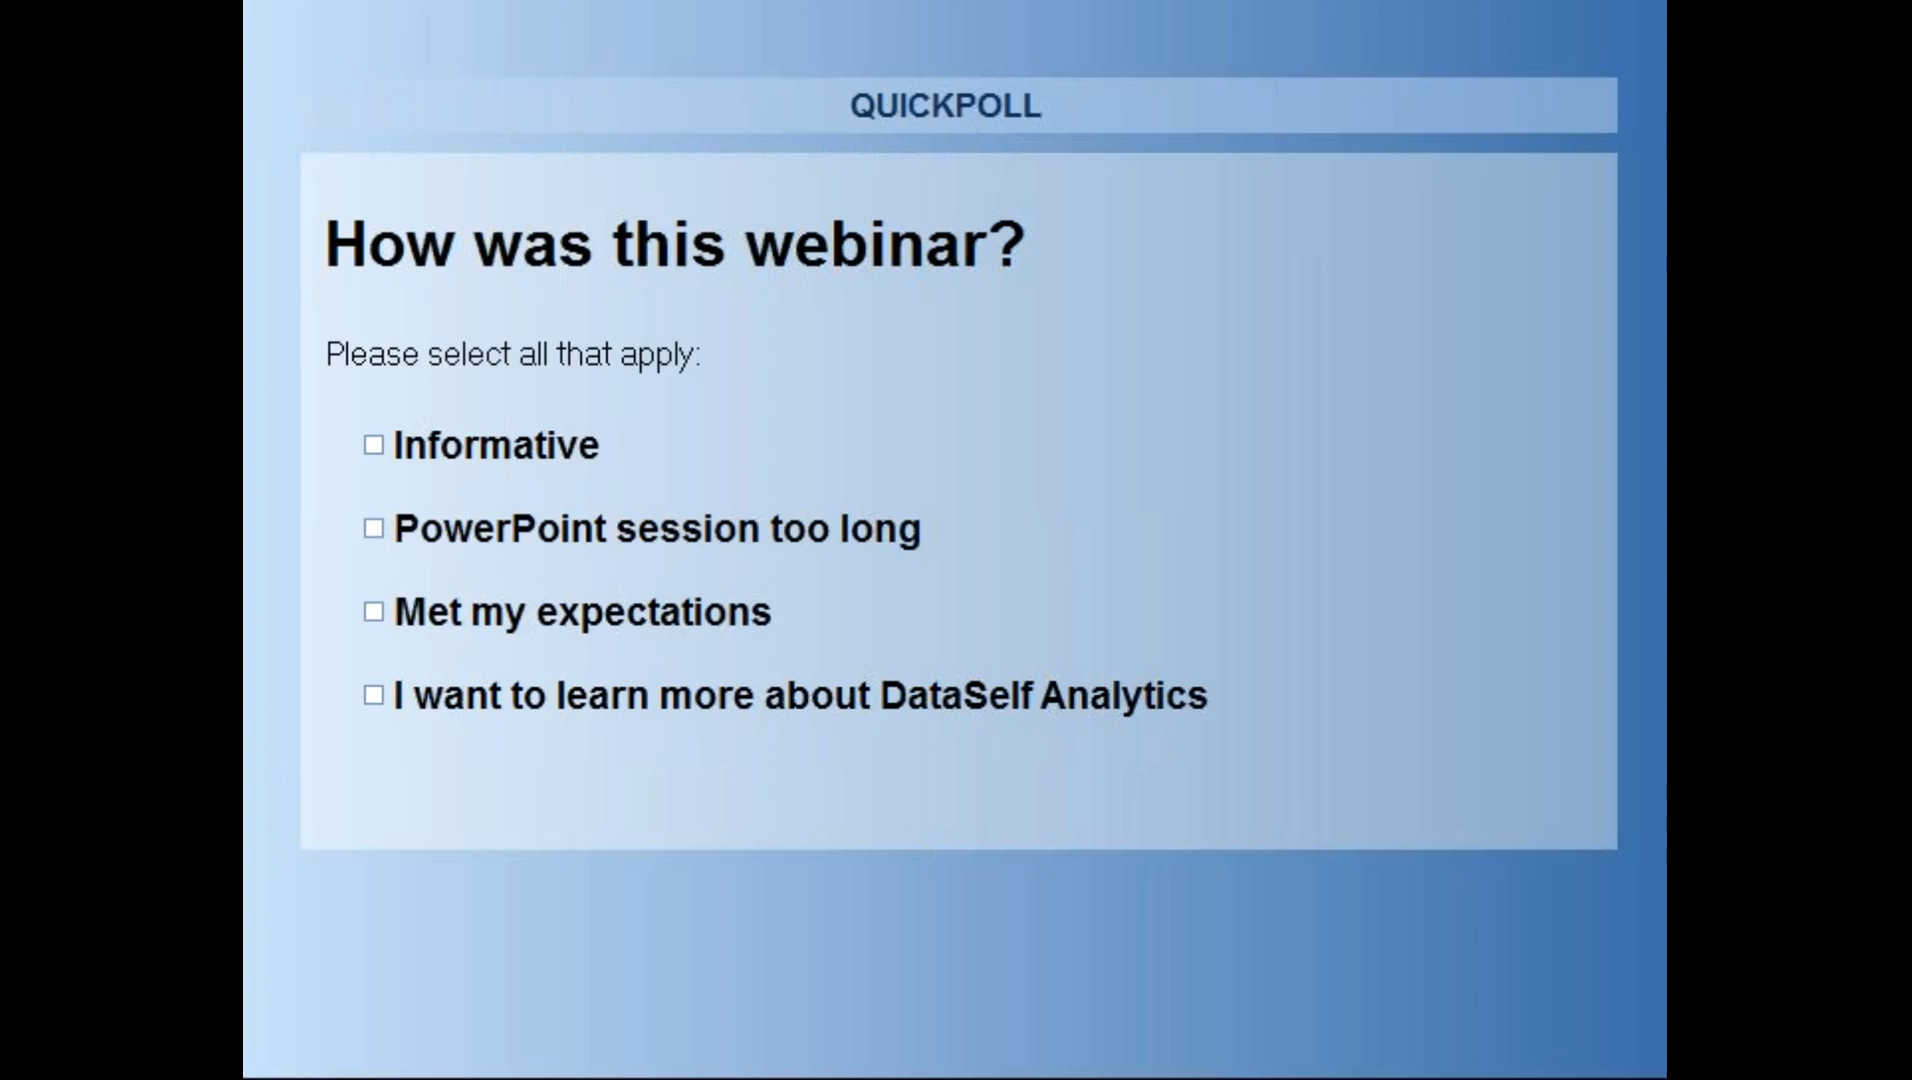 QUICKPOLL
How was this webinar?
Please select all that apply:
Informative
PowerPoint session too long
Met my expectations
I want to learn more about DataSelf Analytics